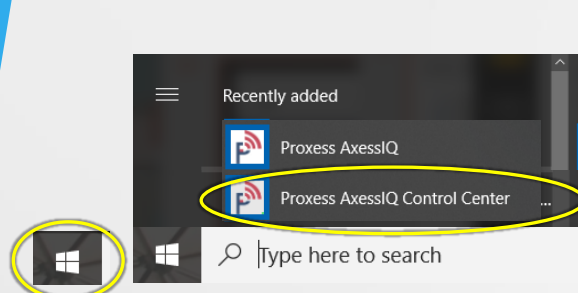 Recently added
Proxess AxessIQ
Proxess AxessIQ Control Center ...
Type here to search